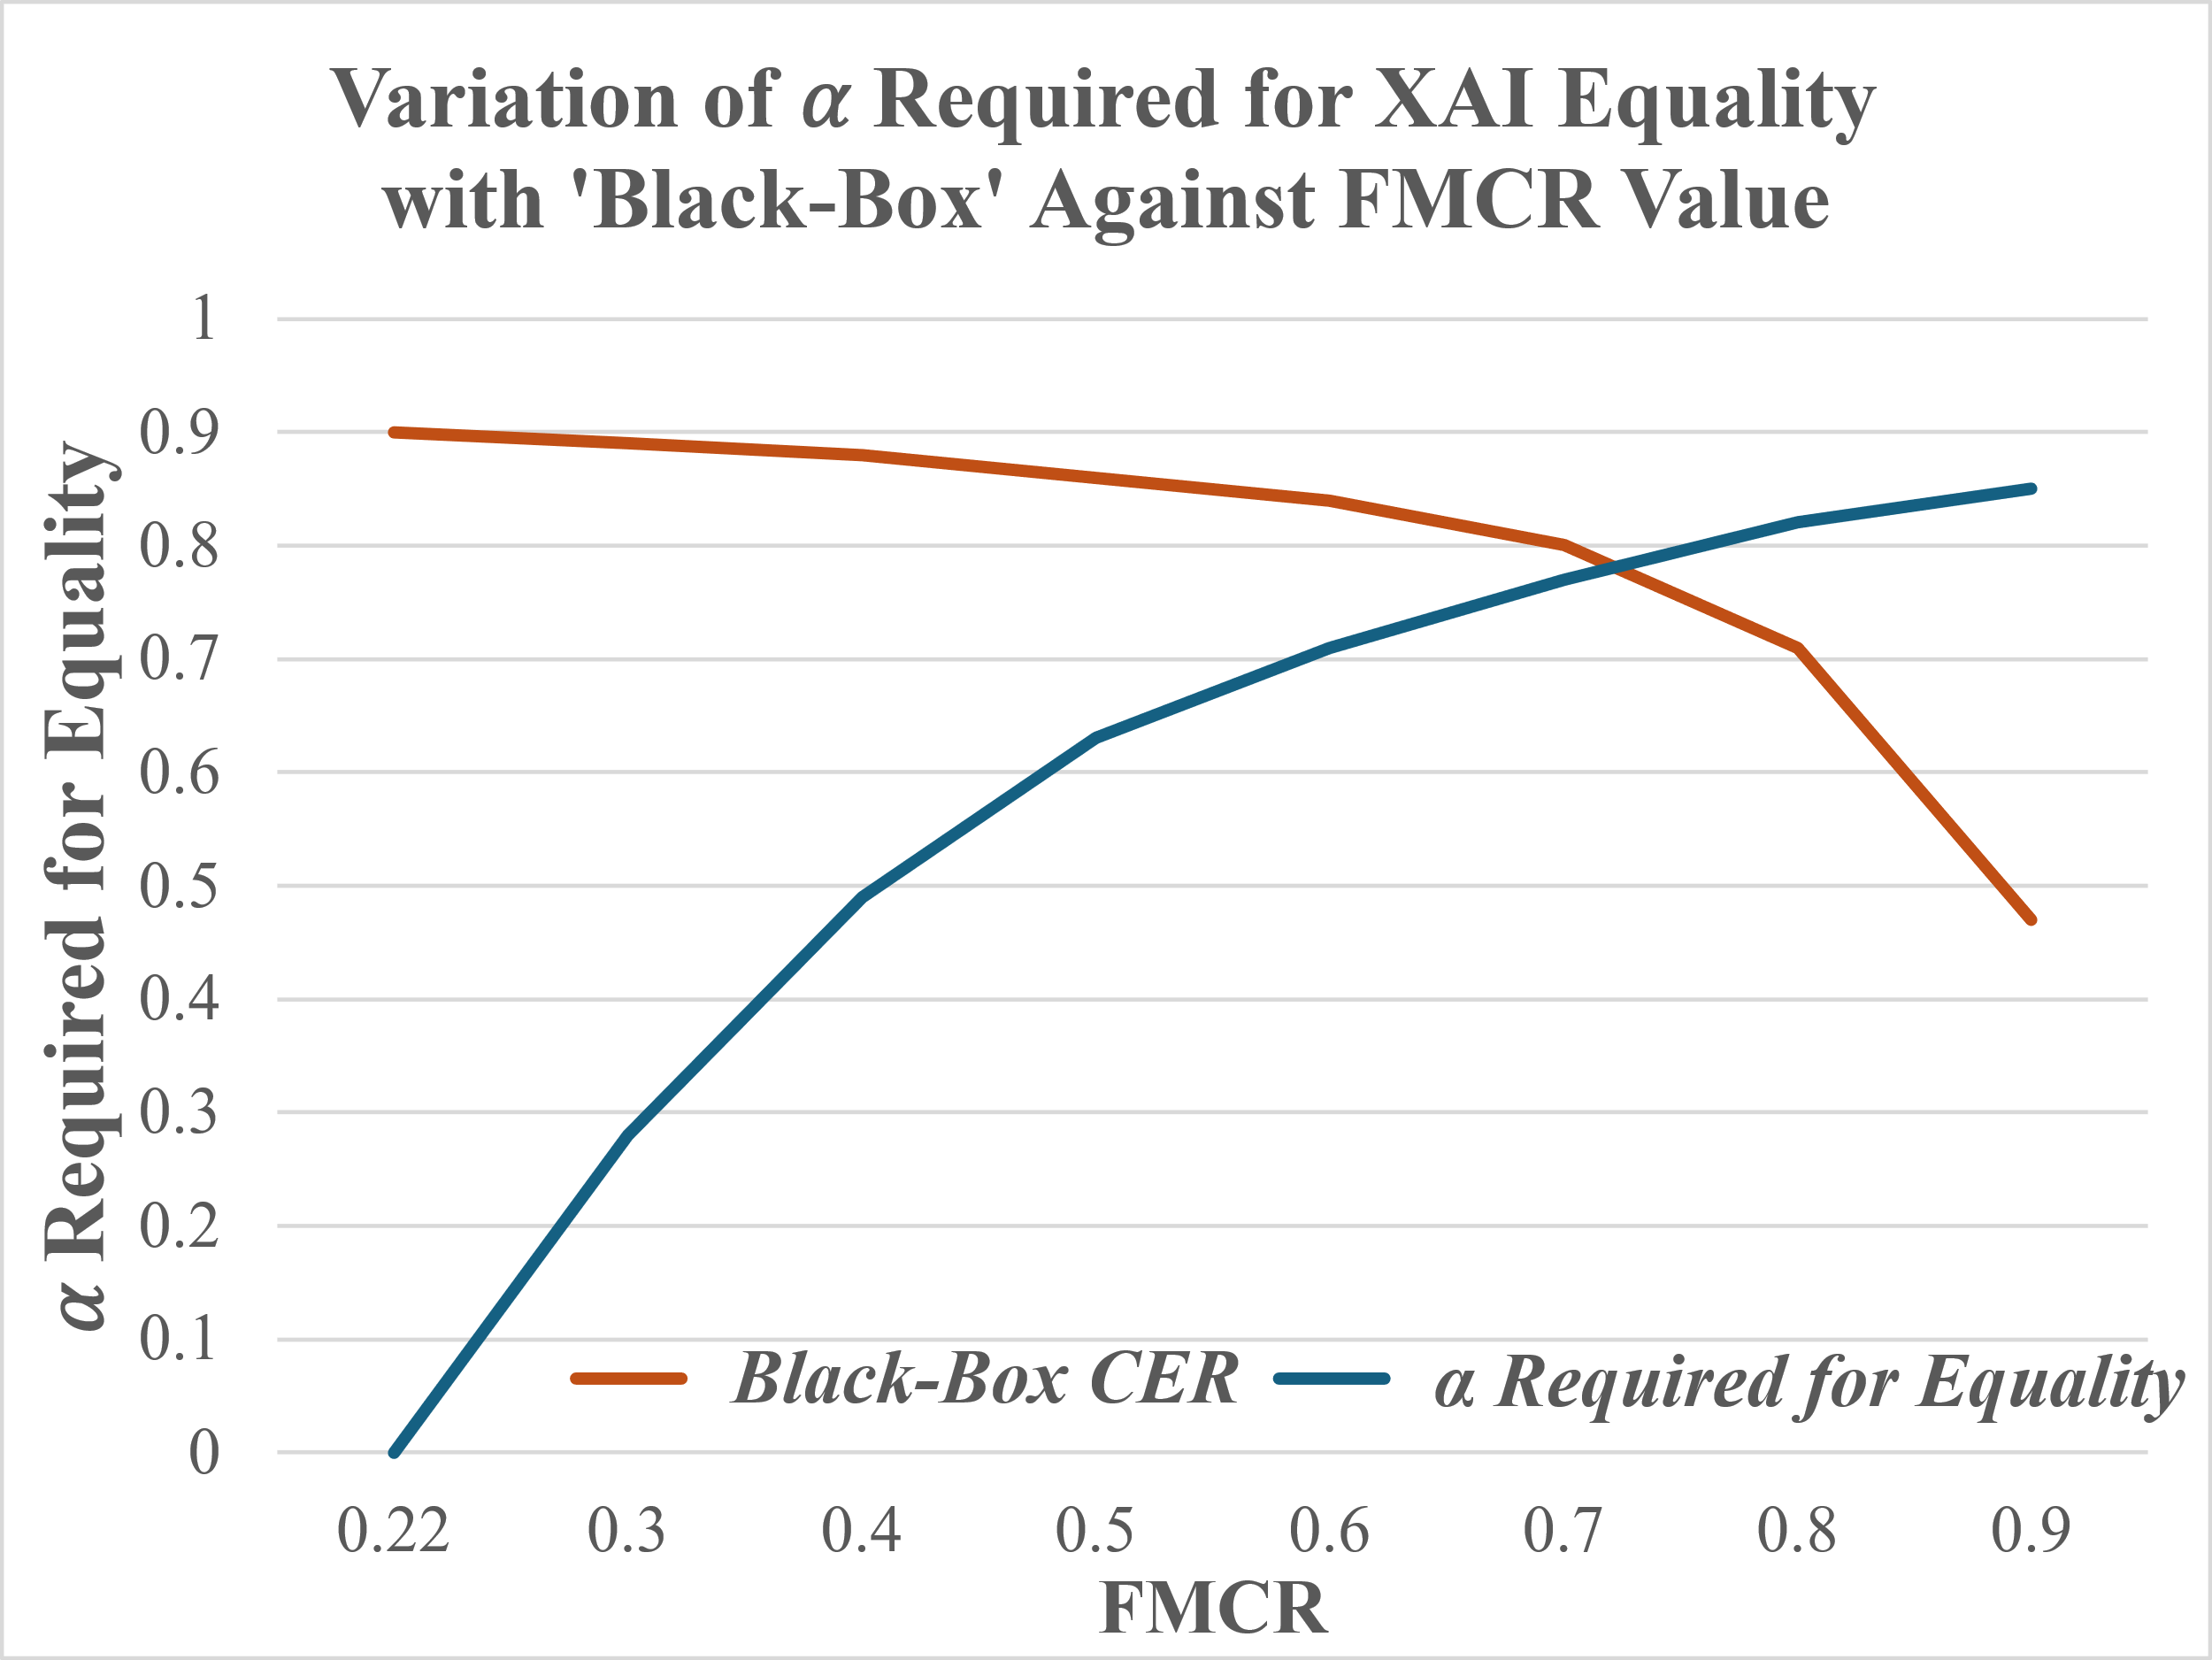 Variation of α Required for XAI Equality
with 'Black-Box' Against FMCR Value
α Required for Equality
1
0.9
0.8
0.7
0.6
0.5
0.4
0.3
0.2
0.1
0
Black-Box CER
α Required for Equality
0.22 0.3 0.4 0.5 0.6 0.7 0.8 0.9
FMCR